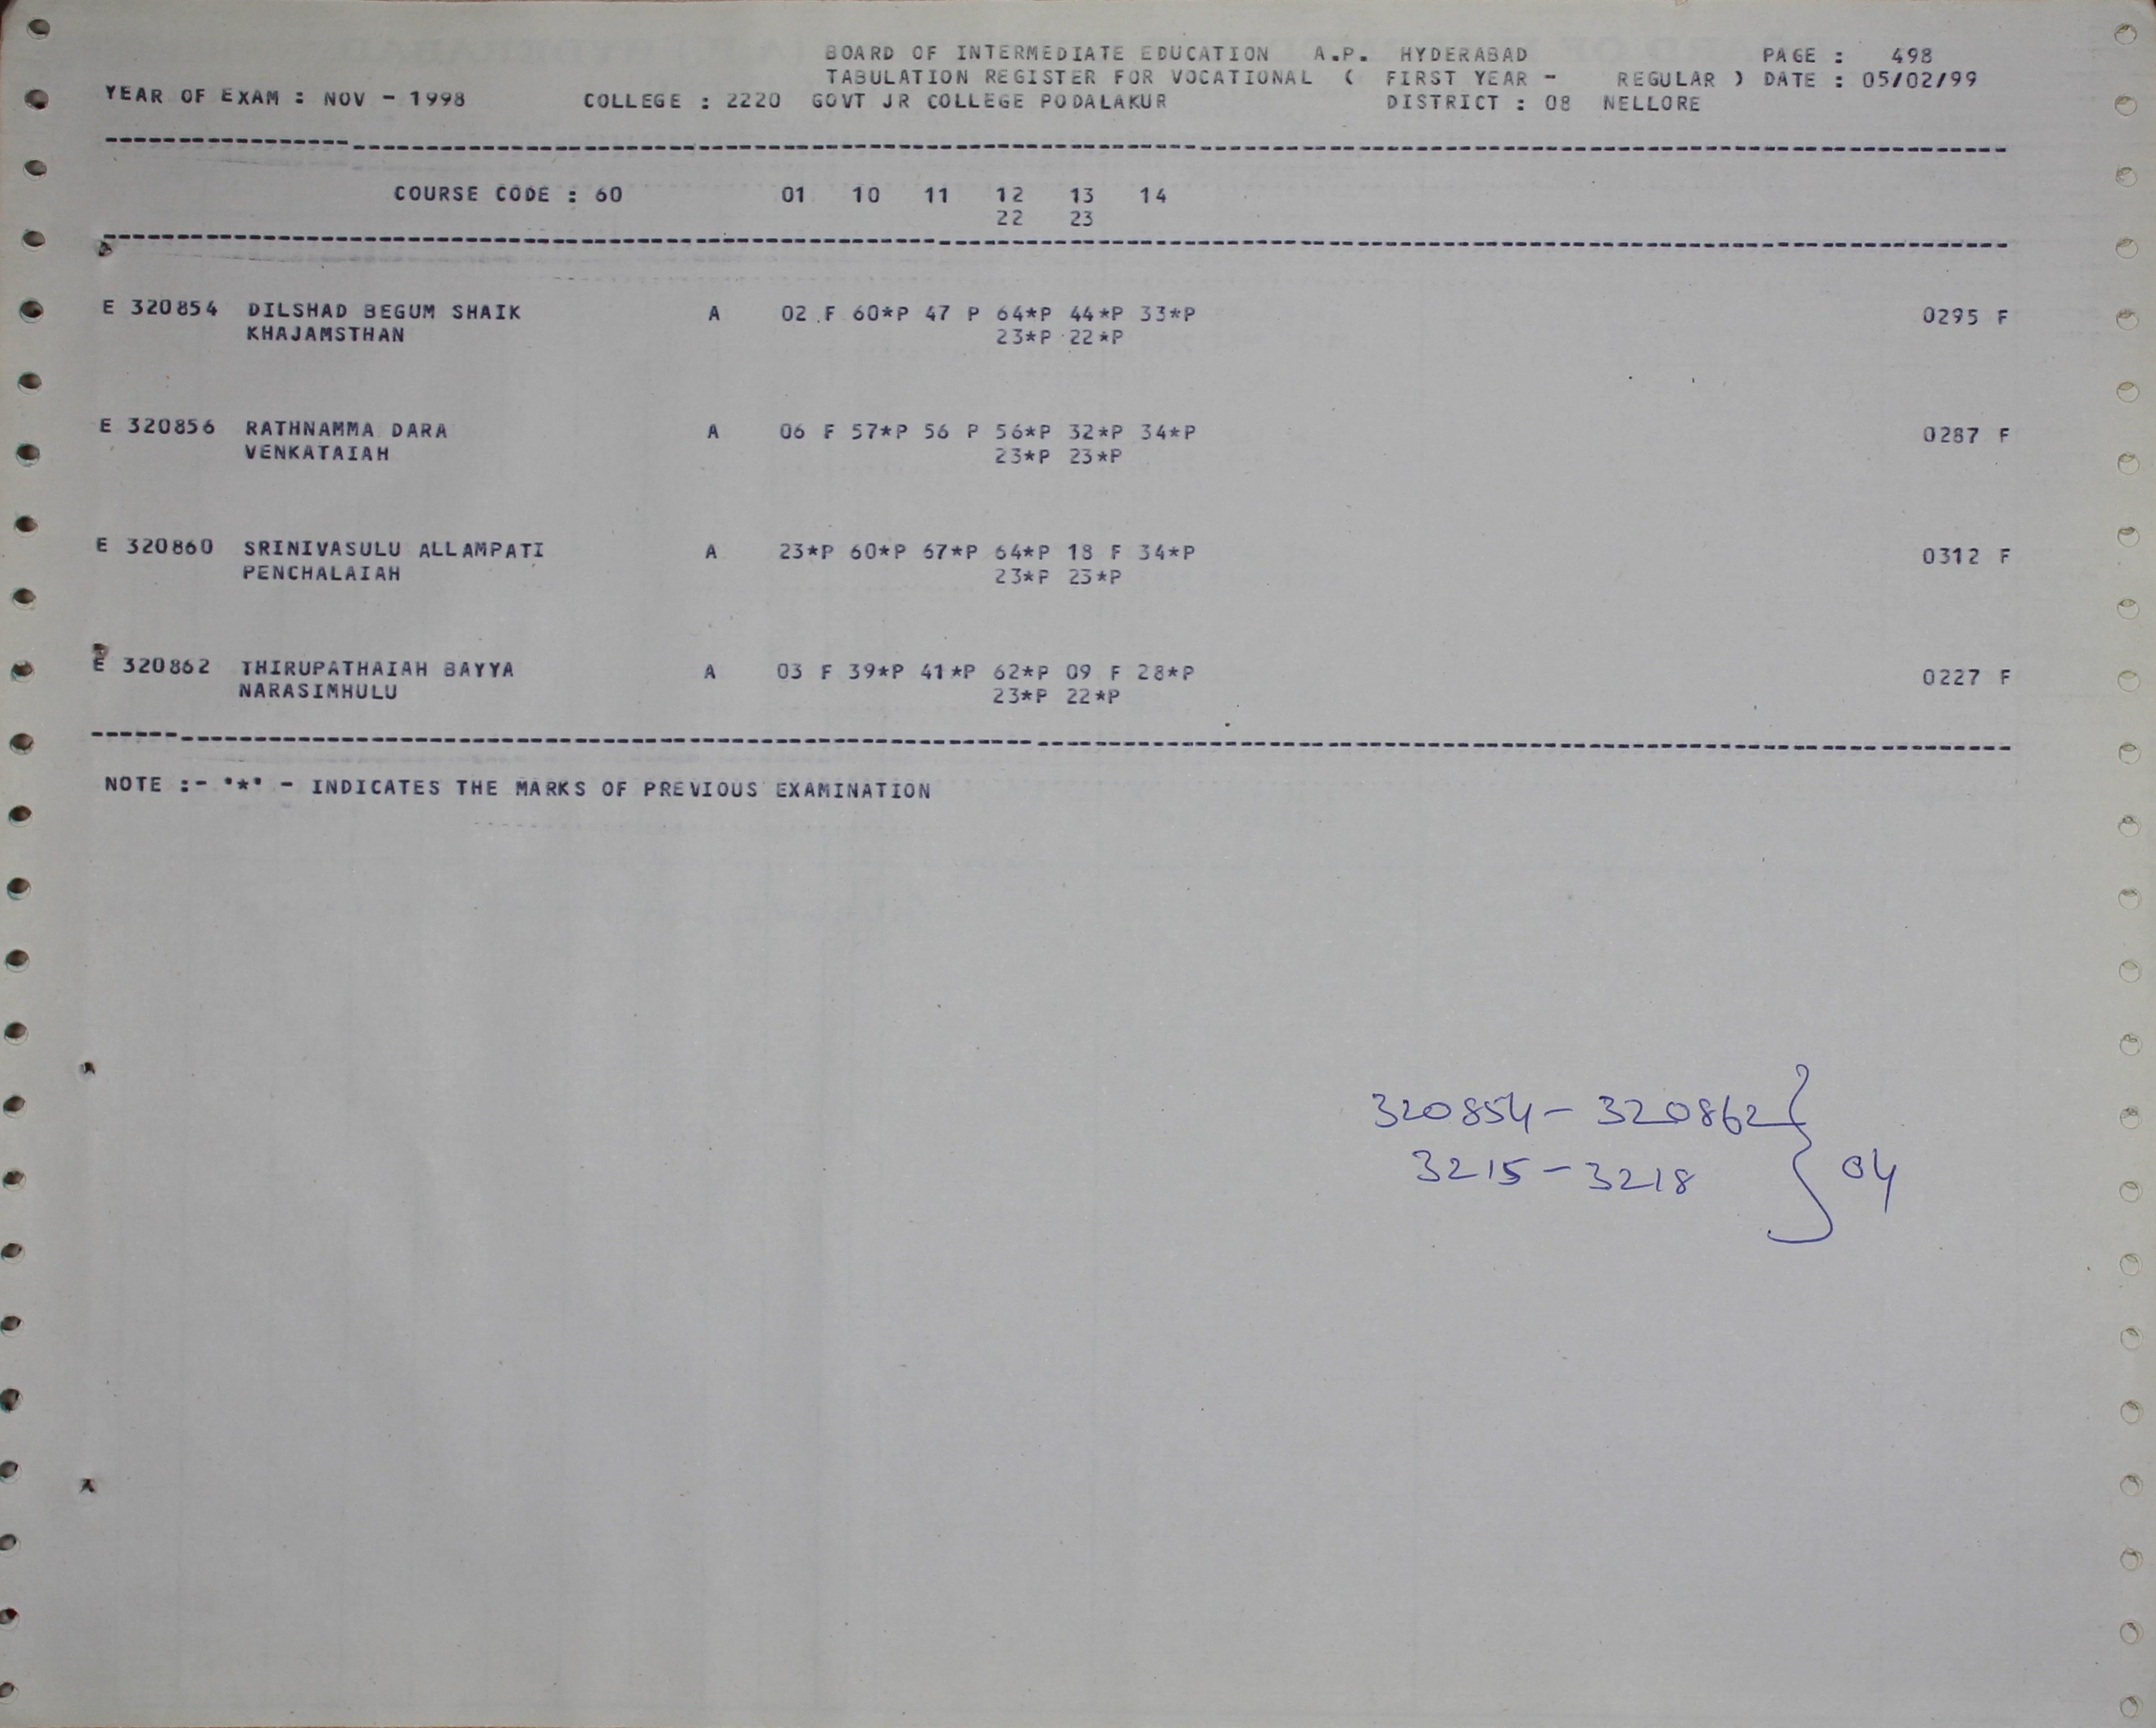 BOARD OF INTERMEDIATE EDUCATION A.P. HYDERABAD PAGE : 498
TABULATION REGISTER FOR VOCATIONAL ( FIRST YEAR - REGULAR ) DATE : 05/02/99
YEAR OF EXAM : NOV - 1998 COLLEGE : 2220 GOVT JR COLLEGE PODALAKUR DISTRICT : 08 NELLORE
COURSE CODE : 60 01 10 11 12 13 14
22 23
E 320854 DILSHAD BEGUM SHAIK A 02 F 60*P 47 P 64*P 44*P 33*P 0295 F
KHAJAMSTHAN 23*P 22*P
E 320856 RATHNAMMA DARA A 06 F 57*P 56 P 56*P 32*P 34*P 0287 F
VENKATAIAH 23*P 23*P
E 320860 SRINIVASULU ALLAMPATI A 23*P 60*P 67*P 64*P 18 F 34*P 0312 F
PENCHALAIAH 23*P 23*P
E 320862 THIRUPATHAIAH BAYYA A 03 F 39*P 41*P 62*P 09 F 28*P 0227 F
NARASIMHULU 23*P 22*P
NOTE :- '*' - INDICATES THE MARKS OF PREVIOUS EXAMINATION
320854 - 320862
3215 - 3218 } 04